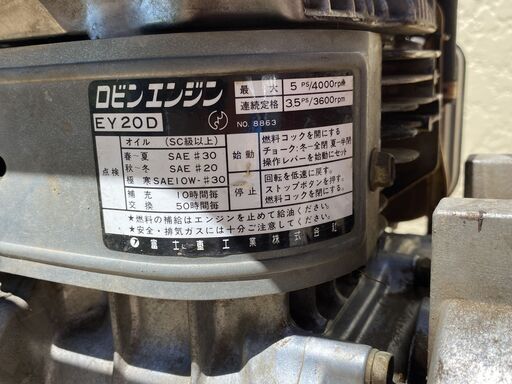 ロビンエンジン
EY20D
最大 5PS/4000rpm
連続定格 3.5PS/3600rpm
NO. 8863
点検
オイル (SC級以上)
春-夏 SAE #30
秋-冬 SAE #20
極寒 SAE10W-#30
補充 10時間毎
交換 50時間毎
始動
燃料コックを開にする
チョーク:冬-全閉 夏-半閉
操作レバーを始動にセット
停止
回転を低速に戻す。
ストップボタンを押す。
燃料コックを閉にする。
★燃料の補給はエンジンを止めて給油ください。
★安全・排気ガスには十分ご注意ください。
富士重工業株式会社